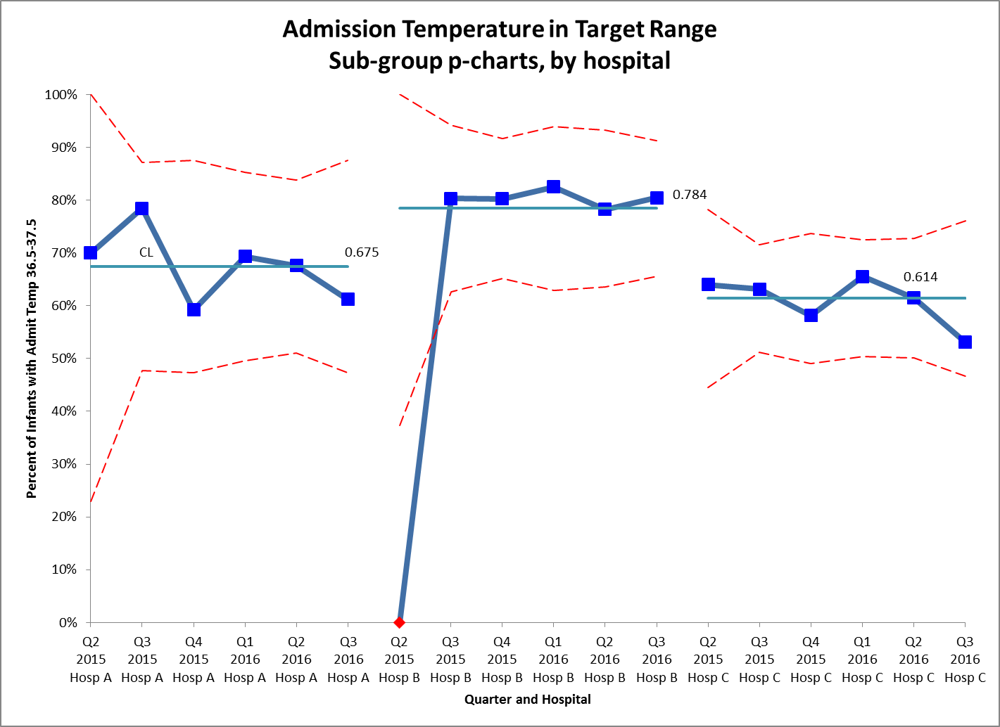 Admission Temperature in Target Range
Sub-group p-charts, by hospital
Percent of Infants with Admit Temp 36.5-37.5
100%
90%
80%
70%
60%
50%
40%
30%
20%
10%
0%
CL
0.675
0.784
0.614
Q2 Q3 Q4 Q1 Q2 Q3 Q2 Q3 Q4 Q1 Q2 Q3 Q2 Q3 Q4 Q1 Q2 Q3
2015 2015 2015 2016 2016 2016 2015 2015 2015 2016 2016 2016 2015 2015 2015 2016 2016 2016
Hosp A Hosp A Hosp A Hosp A Hosp A Hosp A Hosp B Hosp B Hosp B Hosp B Hosp B Hosp B Hosp C Hosp C Hosp C Hosp C Hosp C Hosp C
Quarter and Hospital